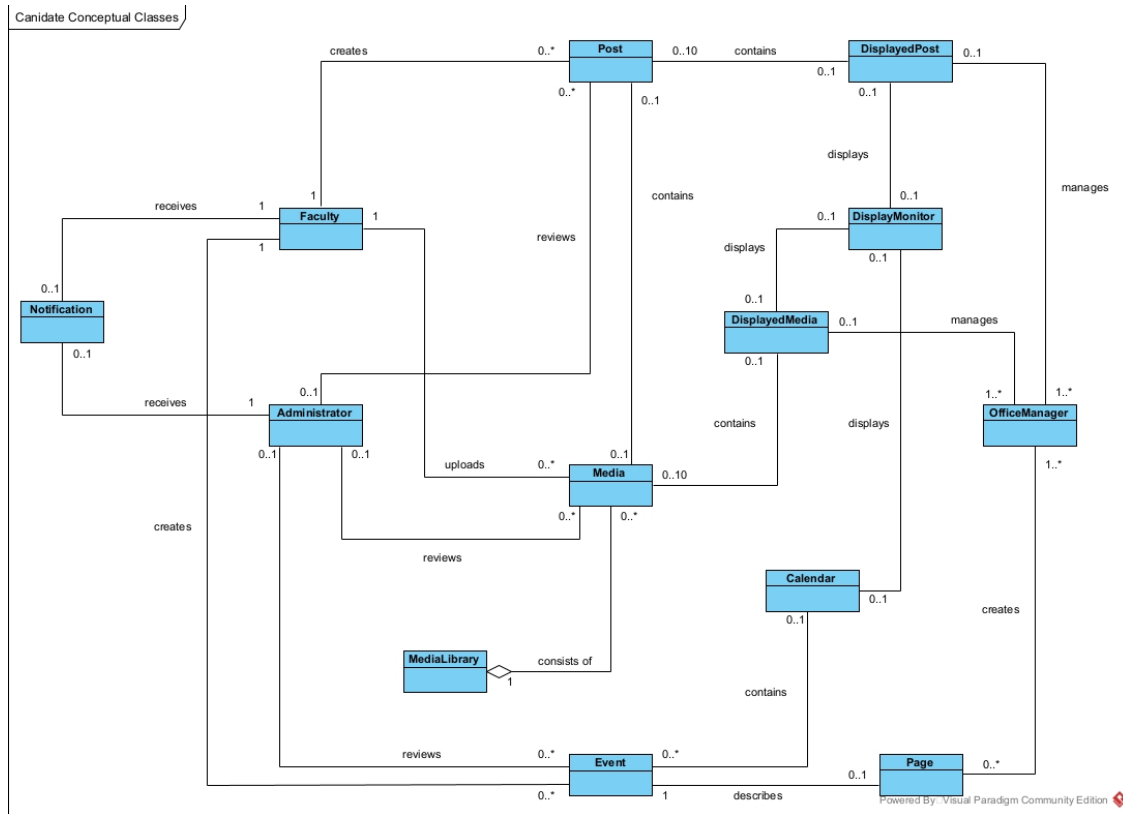 Canidate Conceptual Classes
creates 0..* Post 0..10 contains DisplayedPost 0..1
0..1
0..* 0..1 0..1
displays
contains manages
1 0..1
receives 1 Faculty 1 0..1 DisplayMonitor
reviews displays
1 0..1
0..1 0..1
Notification DisplayedMedia 0..1 manages
0..1 0..1
0..1 1..* 1..*
receives 1 Administrator OfficeManager
contains displays
0..1 0..1 0..1 1..*
uploads 0..* Media 0..10
0..* 0..*
creates
reviews
Calendar
0..1
0..1 creates
MediaLibrary consists of
1
contains
reviews 0..* Event 0..* Page 0..*
0..1
0..* 1 describes
Powered By Visual Paradigm Community Edition